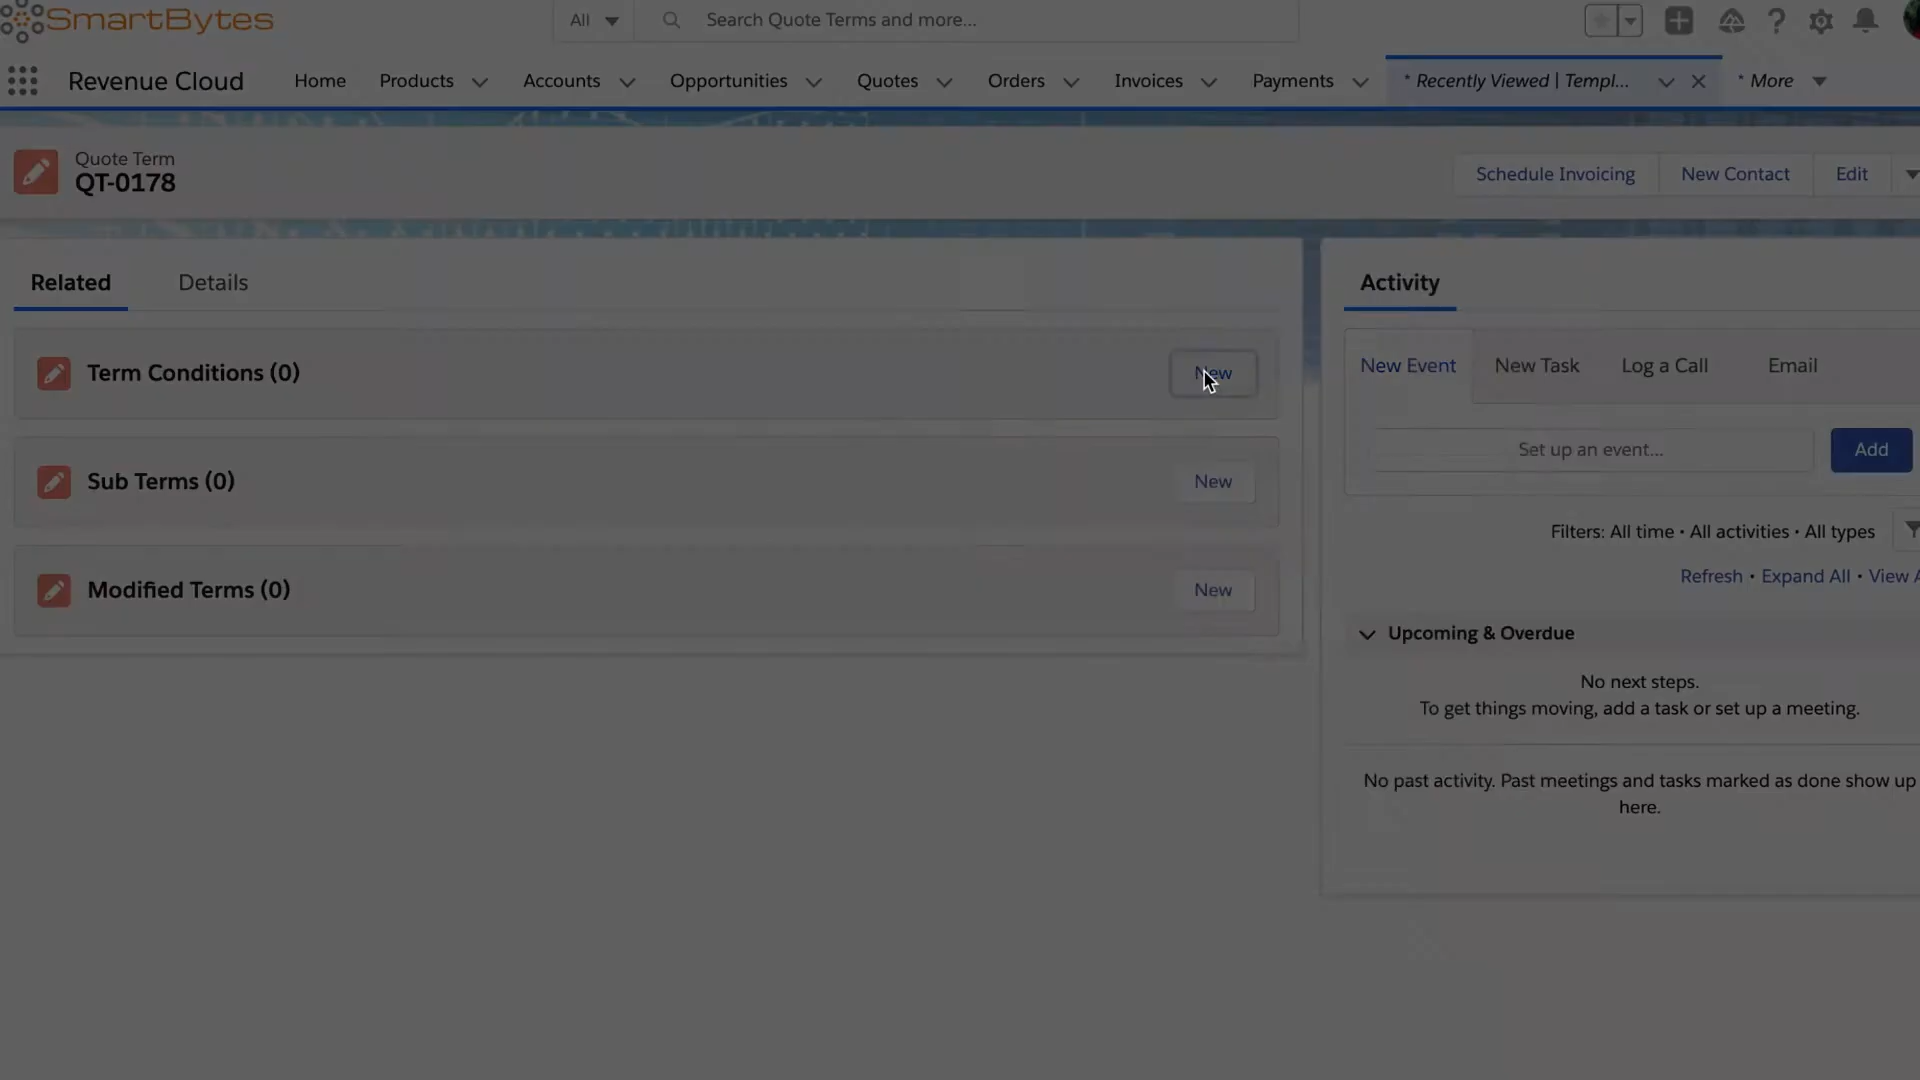 SmartBytes
All
Search Quote Terms and more...
Revenue Cloud
Home
Products
Accounts
Opportunities
Quotes
Orders
Invoices
Payments
* Recently Viewed | Templ...
* More
Quote Term
QT-0178
Schedule Invoicing
New Contact
Edit
Related
Details
Term Conditions (0)
New
Sub Terms (0)
New
Modified Terms (0)
New
Activity
New Event
New Task
Log a Call
Email
Set up an event...
Add
Filters: All time • All activities • All types
Refresh • Expand All • View A
Upcoming & Overdue
No next steps.
To get things moving, add a task or set up a meeting.
No past activity. Past meetings and tasks marked as done show up
here.